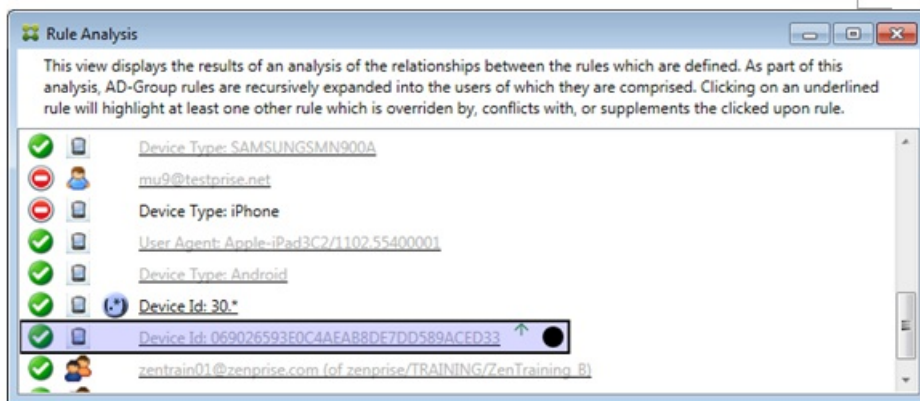 Rule Analysis
This view displays the results of an analysis of the relationships between the rules which are defined. As part of this
analysis, AD-Group rules are recursively expanded into the users of which they are comprised. Clicking on an underlined
rule will highlight at least one other rule which is overriden by, conflicts with, or supplements the clicked upon rule.
Device Type: SAMSUNGSMN900A
mu9@testprise.net
Device Type: iPhone
User Agent: Apple-iPad3C2/1102.55400001
Device Type: Android
(.*) Device Id: 30.*
Device Id: 069026593E0C4AEAB8DE7DD589ACED33
zentrain01@zenprise.com (of zenprise/TRAINING/ZenTraining_B)